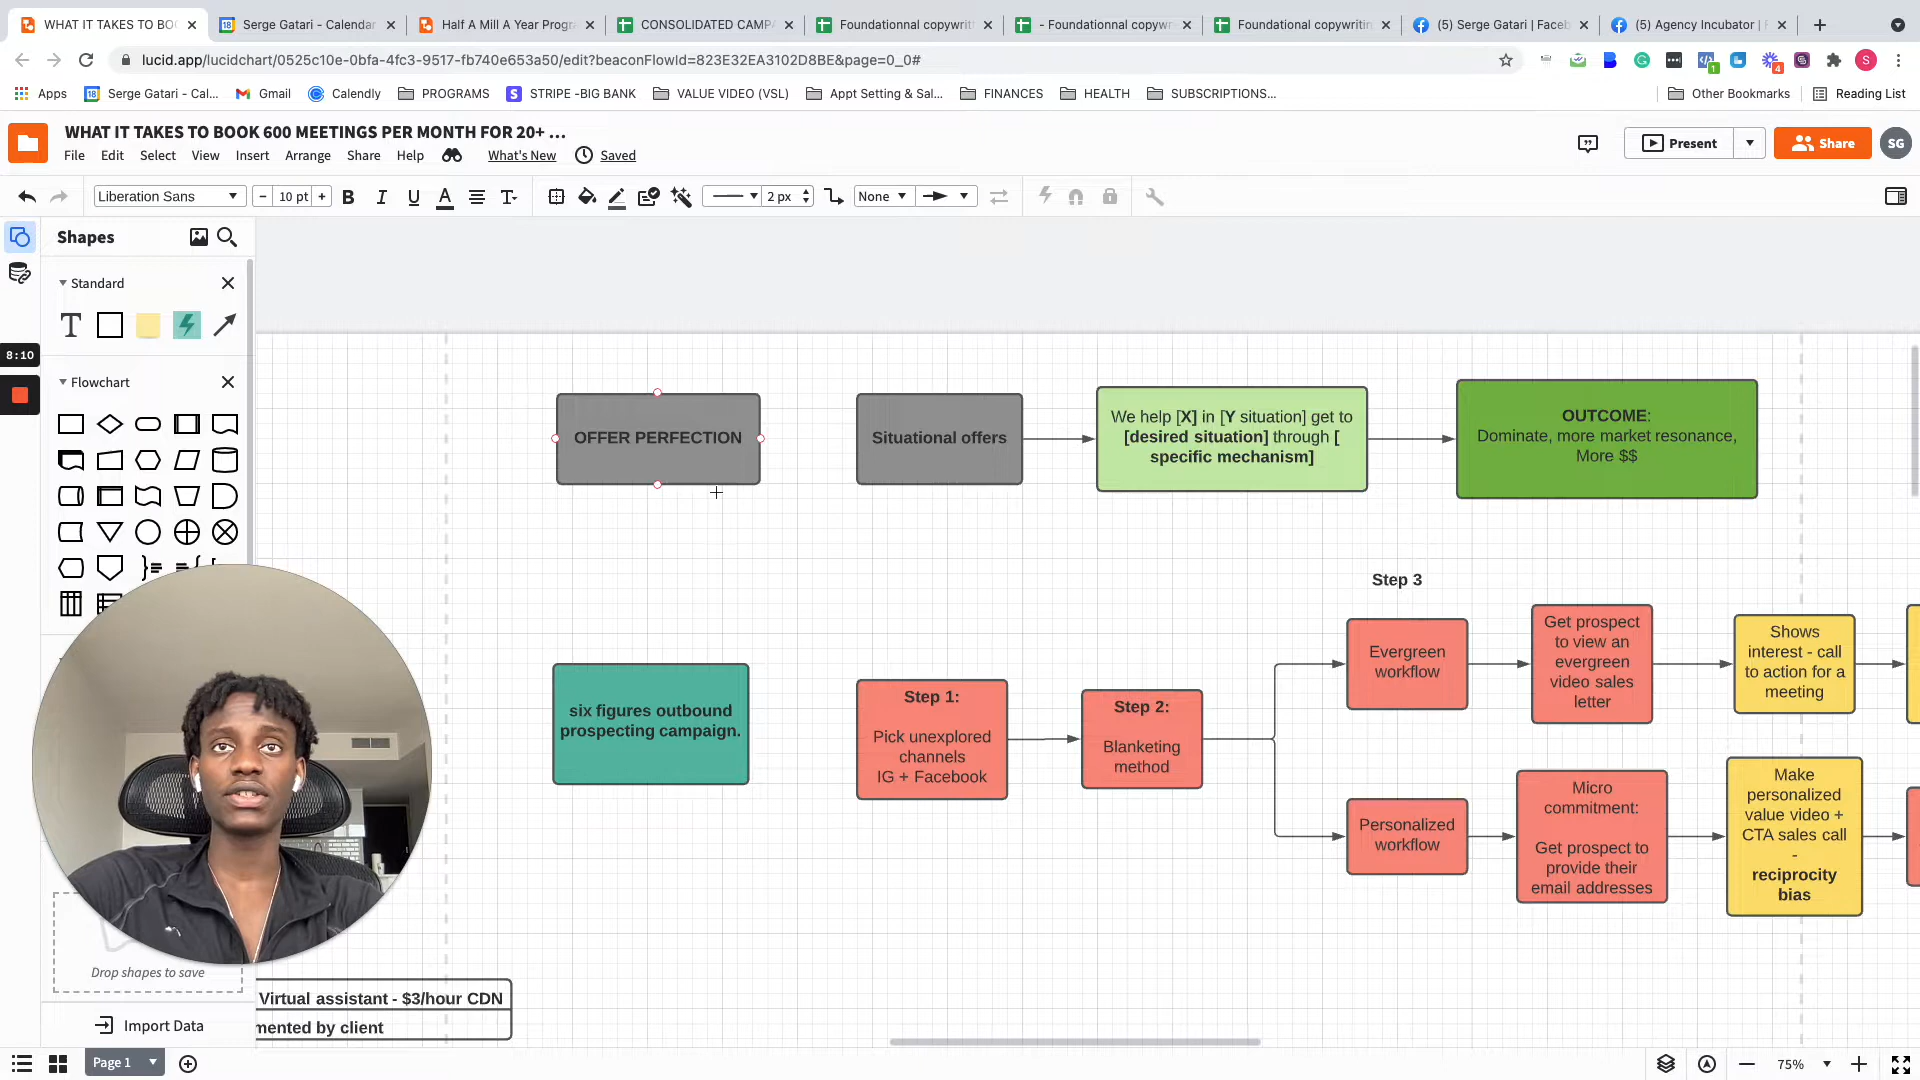 WHAT IT TAKES TO BOO
Serge Gatari - Calendar
Half A Mill A Year Progr
CONSOLIDATED CAMPA
Foundationnal copywriti
- Foundationnal copywri
Foundational copywriting
(5) Serge Gatari | Faceb
(5) Agency Incubator | F
lucid.app/lucidchart/0525c10e-0bfa-4fc3-9517-fb740e653a50/edit?beaconFlowId=823E32EA3102D8BE&page=0_0#
1
4
S
Apps
18 Serge Gatari - Cal...
Gmail
Calendly
PROGRAMS
S STRIPE -BIG BANK
VALUE VIDEO (VSL)
Appt Setting & Sal...
FINANCES
HEALTH
SUBSCRIPTIONS...
Other Bookmarks
Reading List
WHAT IT TAKES TO BOOK 600 MEETINGS PER MONTH FOR 20+ ...
File Edit Select View Insert Arrange Share Help
What's New
Saved
Present
Share
SG
Liberation Sans
10 pt
B I U A T
2 px
None
Shapes
Standard
T
8:10
Flowchart
OFFER PERFECTION
Situational offers
We help [X] in [Y situation] get to
[desired situation] through [
specific mechanism]
OUTCOME:
Dominate, more market resonance,
More $$
Step 3
six figures outbound
prospecting campaign.
Step 1:
Pick unexplored
channels
IG + Facebook
Step 2:
Blanketing
method
Evergreen
workflow
Get prospect
to view an
evergreen
video sales
letter
Shows
interest - call
to action for a
meeting
Personalized
workflow
Micro
commitment:
Get prospect to
provide their
email addresses
Make
personalized
value video +
CTA sales call
-
reciprocity
bias
Drop shapes to save
Import Data
Virtual assistant - $3/hour CDN
mented by client
Page 1
75%